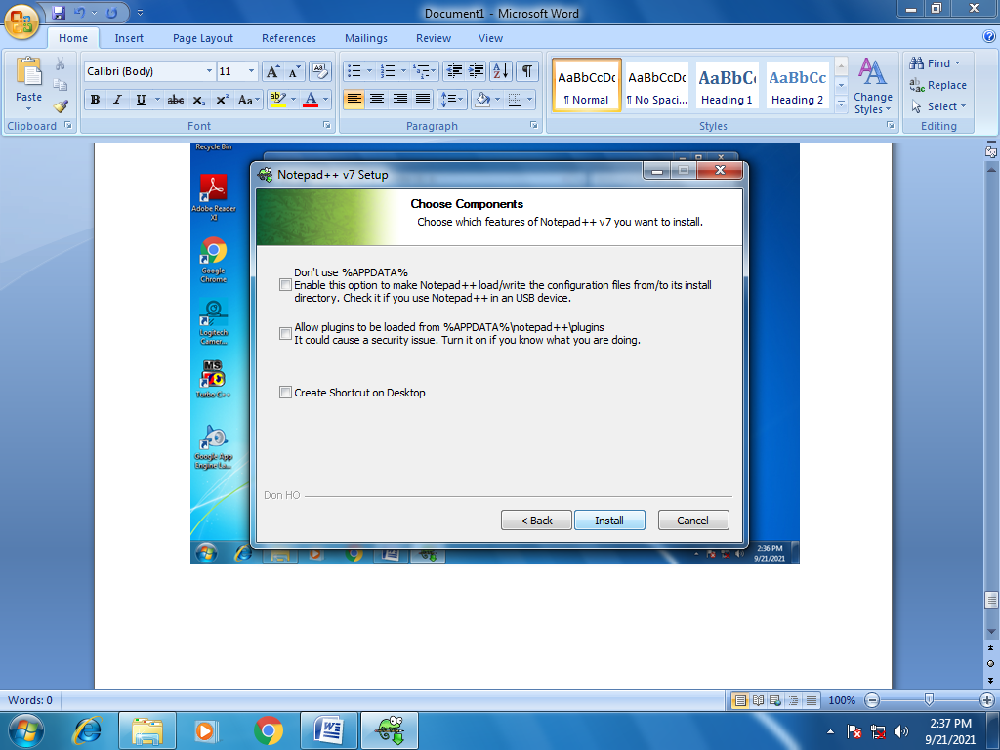 Document1 - Microsoft Word
Home Insert Page Layout References Mailings Review View
Paste
Clipboard
Calibri (Body) 11
B I U abc x₂ x² Aa
Font
Paragraph
AaBbCcDc AaBbCcDc AaBbC AaBbCc
¶ Normal ¶ No Spaci... Heading 1 Heading 2
Change
Styles
Styles
Find
Replace
Select
Editing
Recycle Bin
Adobe Reader
XI
Google
Chrome
Logitech
Camer...
MS
Turbo C++
Google App
Engine La...
Notepad++ v7 Setup
Choose Components
Choose which features of Notepad++ v7 you want to install.
Don't use %APPDATA%
Enable this option to make Notepad++ load/write the configuration files from/to its install
directory. Check it if you use Notepad++ in an USB device.
Allow plugins to be loaded from %APPDATA%\notepad++\plugins
It could cause a security issue. Turn it on if you know what you are doing.
Create Shortcut on Desktop
Don HO
< Back Install Cancel
2:36 PM
9/21/2021
Words: 0
100%
2:37 PM
9/21/2021